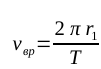 v_вр = 2 π r_1 / T